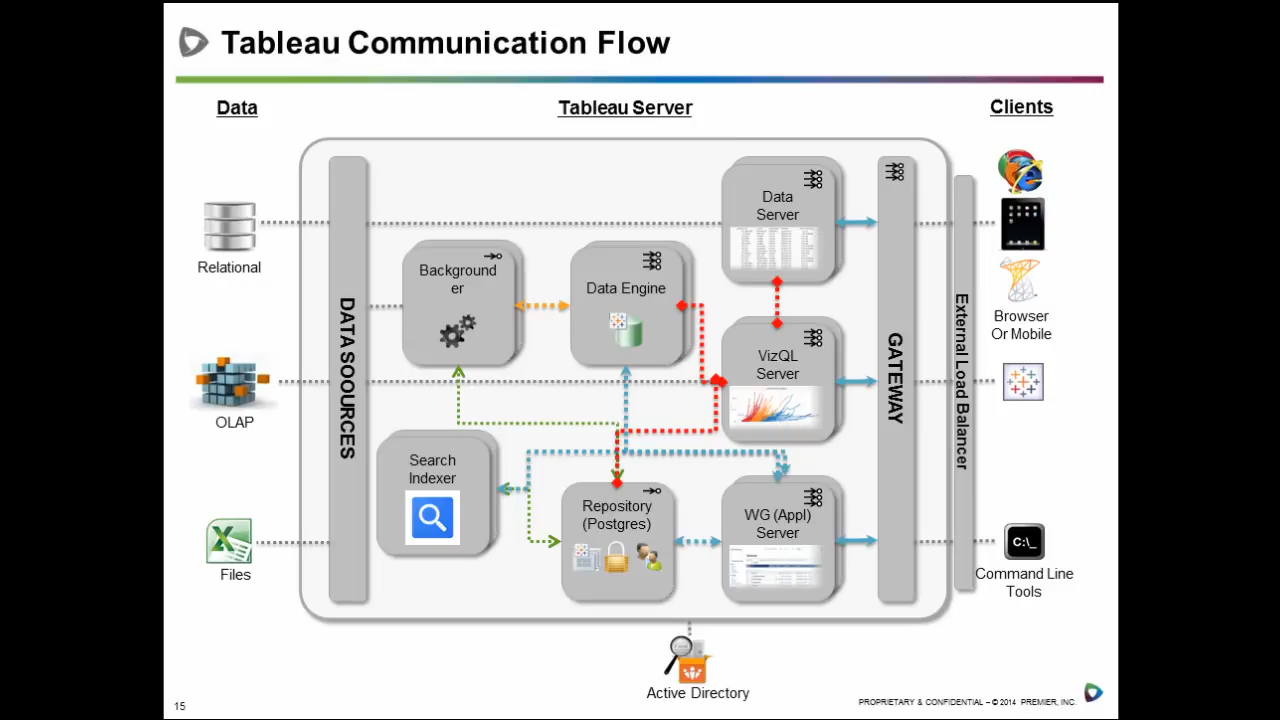 Tableau Communication Flow
Data
Tableau Server
Clients
Relational
OLAP
Files
DATA SOOURCES
Background
er
Data Engine
Data
Server
VizQL
Server
Search
Indexer
Repository
(Postgres)
WG (Appl)
Server
GATEWAY
External Load Balancer
Browser
Or Mobile
C:\_
Command Line
Tools
Active Directory
15
PROPRIETARY & CONFIDENTIAL – © 2014 PREMIER, INC.